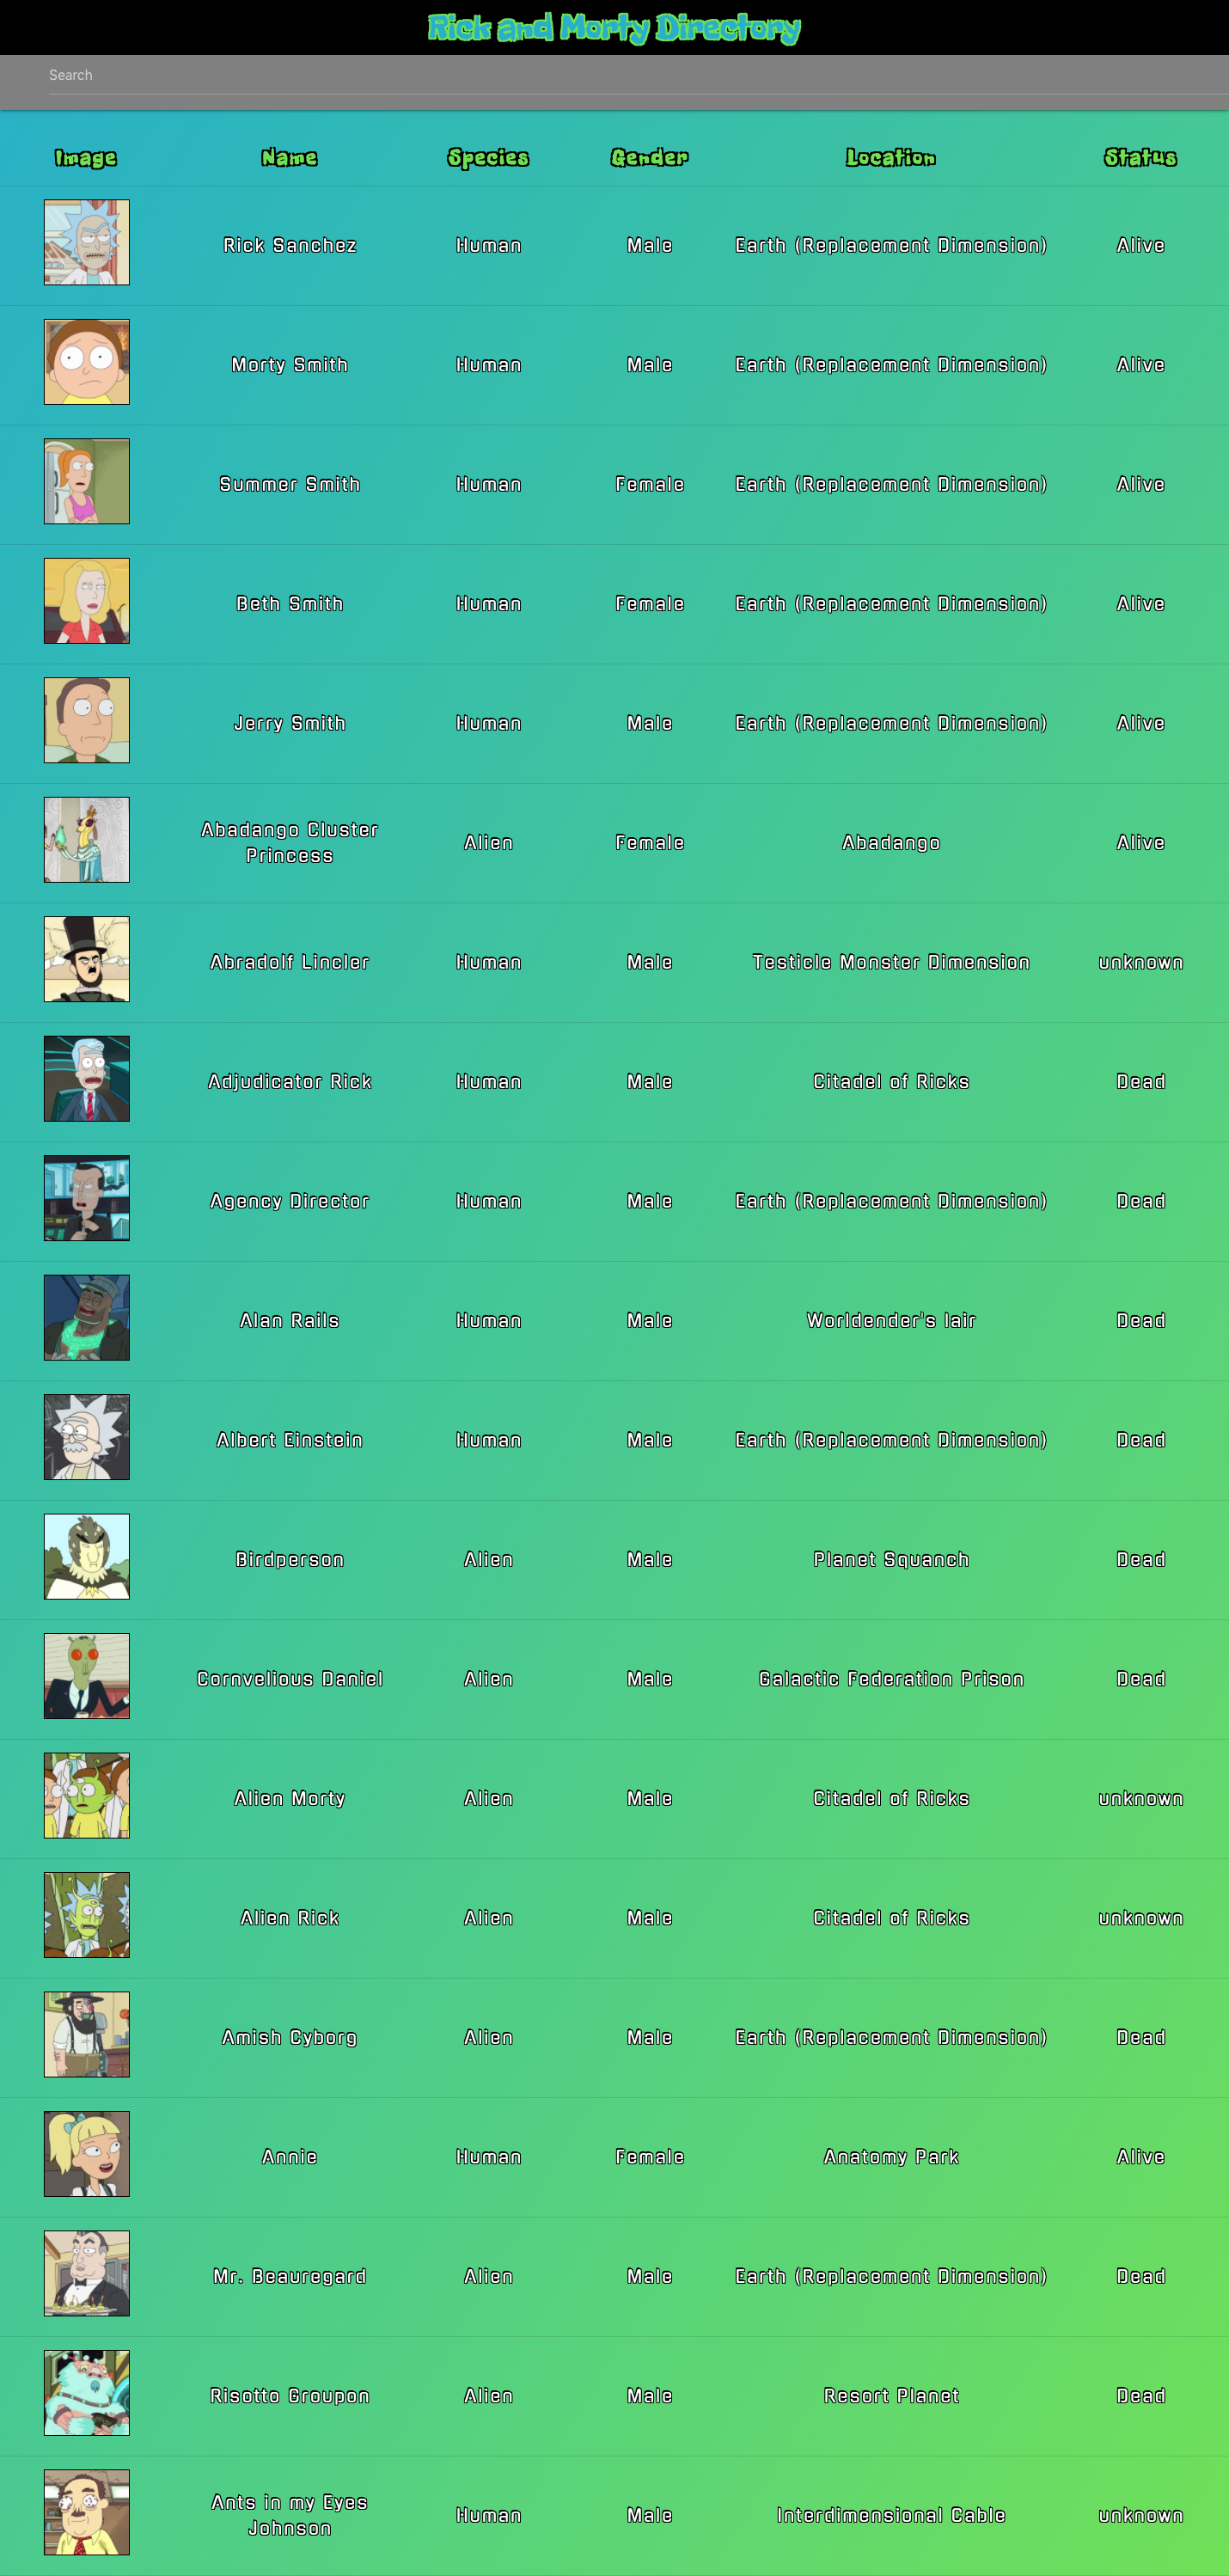 Rick and Morty Directory
Search
Image Name Species Gender Location Status
Rick Sanchez Human Male Earth (Replacement Dimension) Alive
Morty Smith Human Male Earth (Replacement Dimension) Alive
Summer Smith Human Female Earth (Replacement Dimension) Alive
Beth Smith Human Female Earth (Replacement Dimension) Alive
Jerry Smith Human Male Earth (Replacement Dimension) Alive
Abadango Cluster
Princess Alien Female Abadango Alive
Abradolf Lincler Human Male Testicle Monster Dimension unknown
Adjudicator Rick Human Male Citadel of Ricks Dead
Agency Director Human Male Earth (Replacement Dimension) Dead
Alan Rails Human Male Worldender's lair Dead
Albert Einstein Human Male Earth (Replacement Dimension) Dead
Birdperson Alien Male Planet Squanch Dead
Cornvelious Daniel Alien Male Galactic Federation Prison Dead
Alien Morty Alien Male Citadel of Ricks unknown
Alien Rick Alien Male Citadel of Ricks unknown
Amish Cyborg Alien Male Earth (Replacement Dimension) Dead
Annie Human Female Anatomy Park Alive
Mr. Beauregard Alien Male Earth (Replacement Dimension) Dead
Risotto Groupon Alien Male Resort Planet Dead
Ants in my Eyes
Johnson Human Male Interdimensional Cable unknown